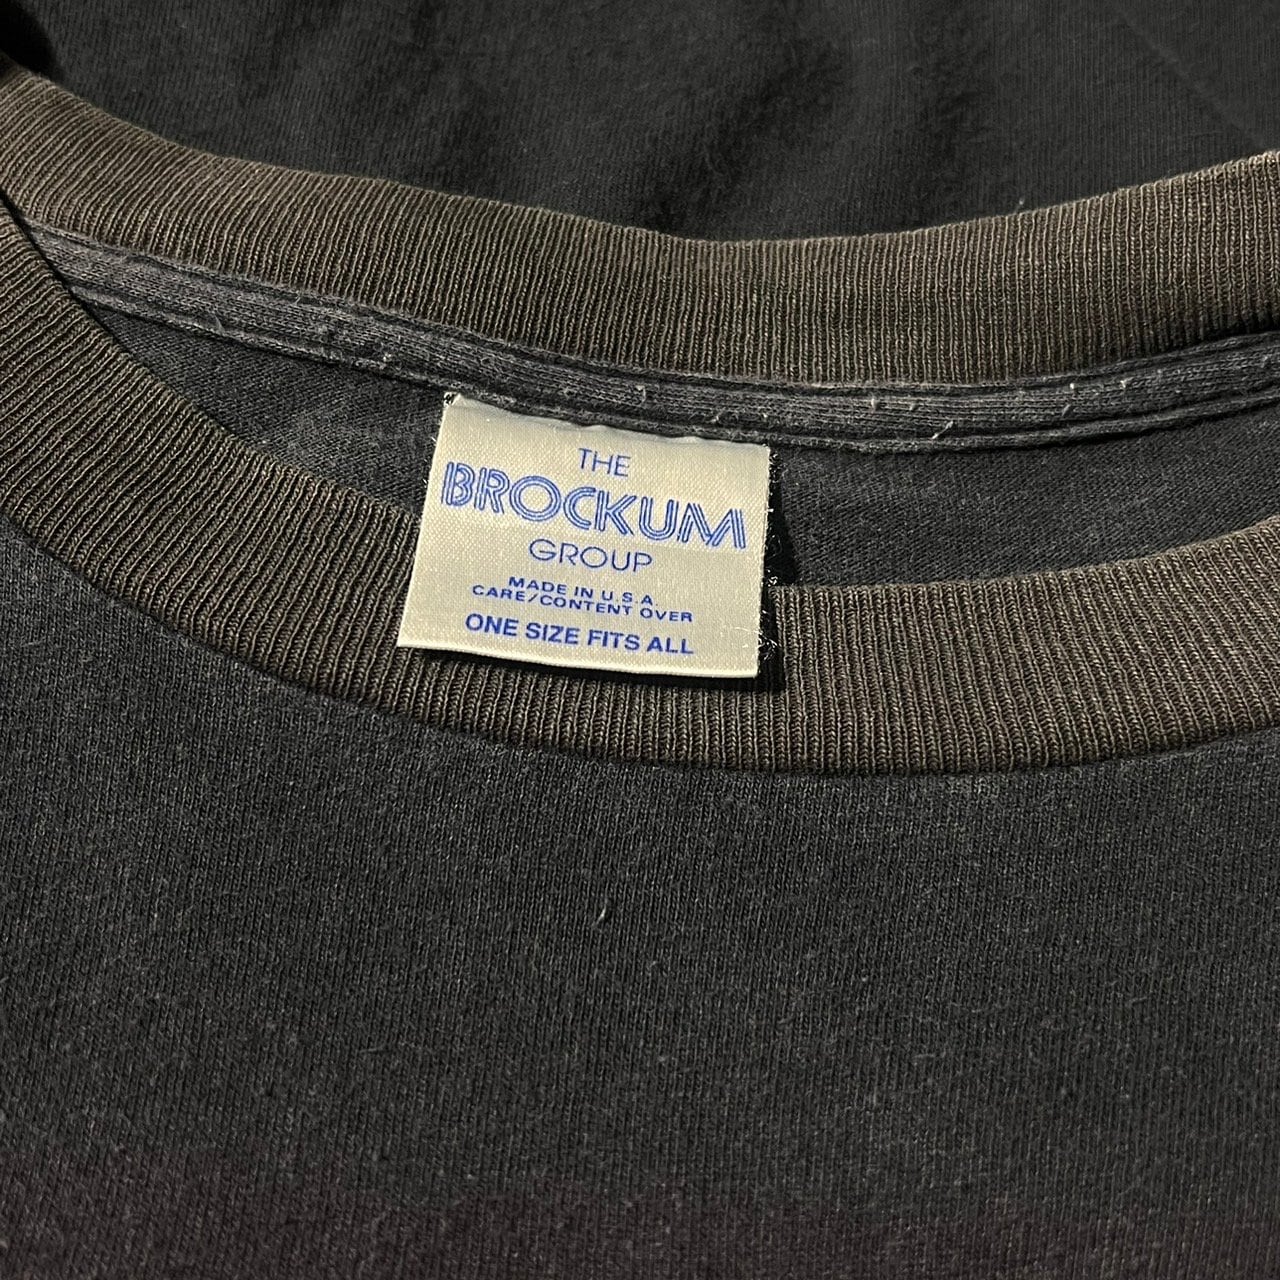 THE
BROCKUM
GROUP
MADE IN U.S.A
CARE/CONTENT OVER
ONE SIZE FITS ALL